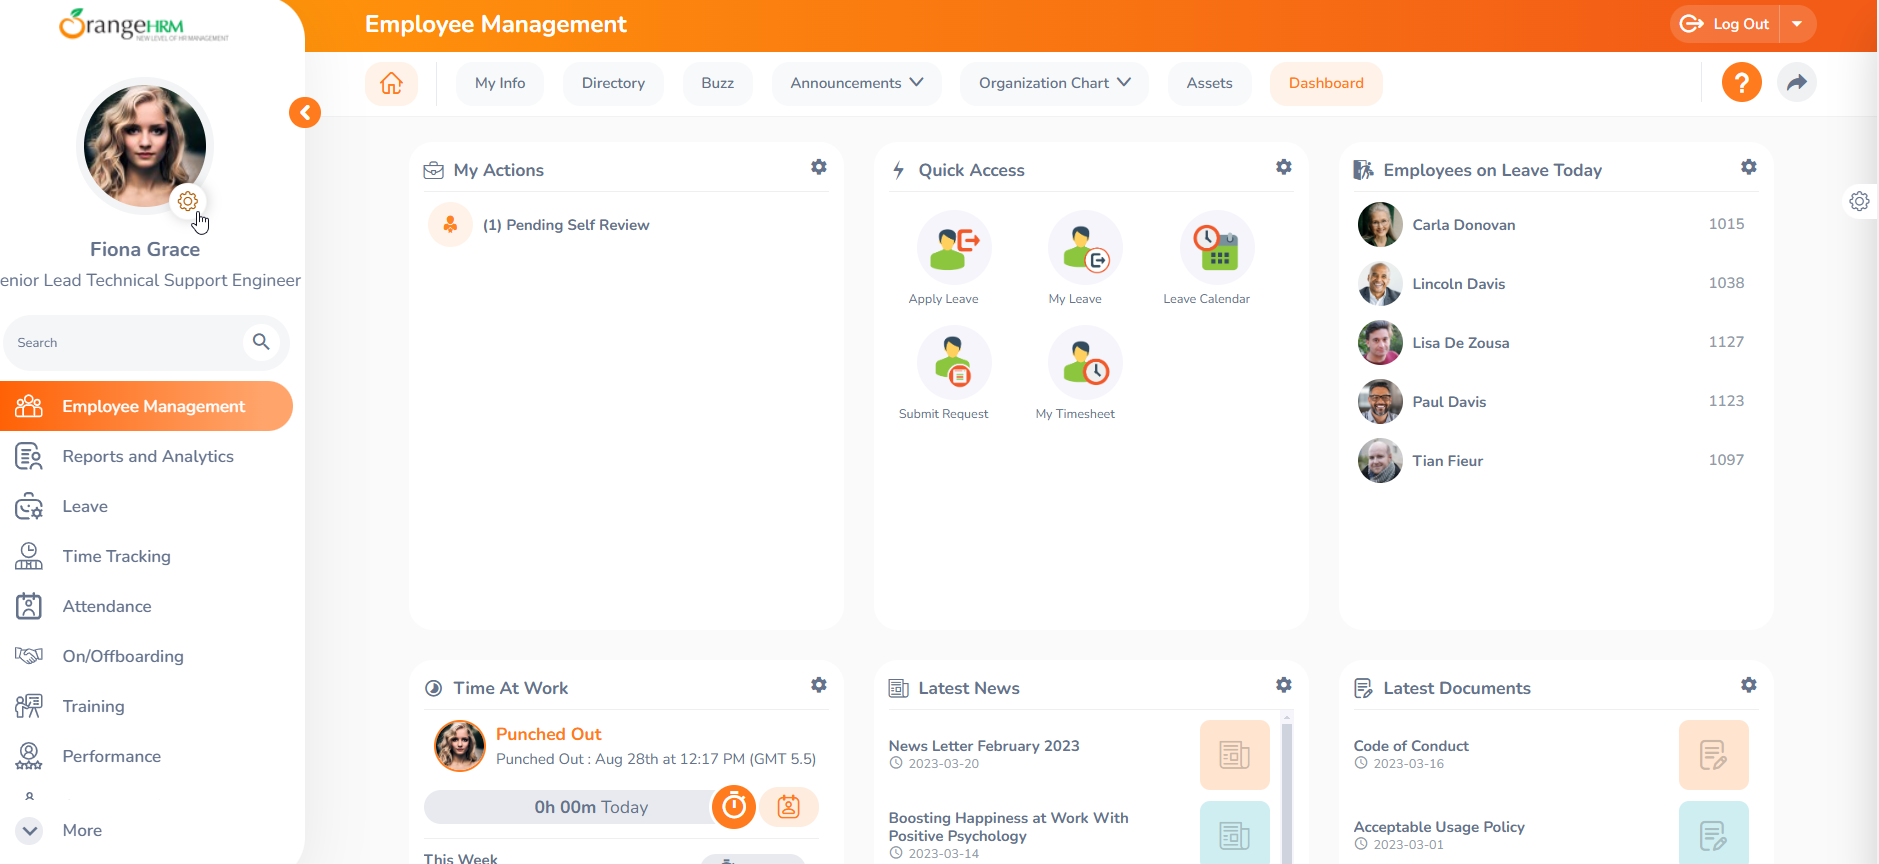 OrangeHRM
NEW LEVEL OF HR MANAGEMENT
Employee Management
Log Out
My Info
Directory
Buzz
Announcements
Organization Chart
Assets
Dashboard
?
Fiona Grace
enior Lead Technical Support Engineer
Search
Employee Management
Reports and Analytics
Leave
Time Tracking
Attendance
On/Offboarding
Training
Performance
More
My Actions
(1) Pending Self Review
Quick Access
Apply Leave
My Leave
Leave Calendar
Submit Request
My Timesheet
Employees on Leave Today
Carla Donovan 1015
Lincoln Davis 1038
Lisa De Zousa 1127
Paul Davis 1123
Tian Fieur 1097
Time At Work
Punched Out
Punched Out : Aug 28th at 12:17 PM (GMT 5.5)
0h 00m Today
This Week
Latest News
News Letter February 2023
2023-03-20
Boosting Happiness at Work With
Positive Psychology
2023-03-14
Latest Documents
Code of Conduct
2023-03-16
Acceptable Usage Policy
2023-03-01